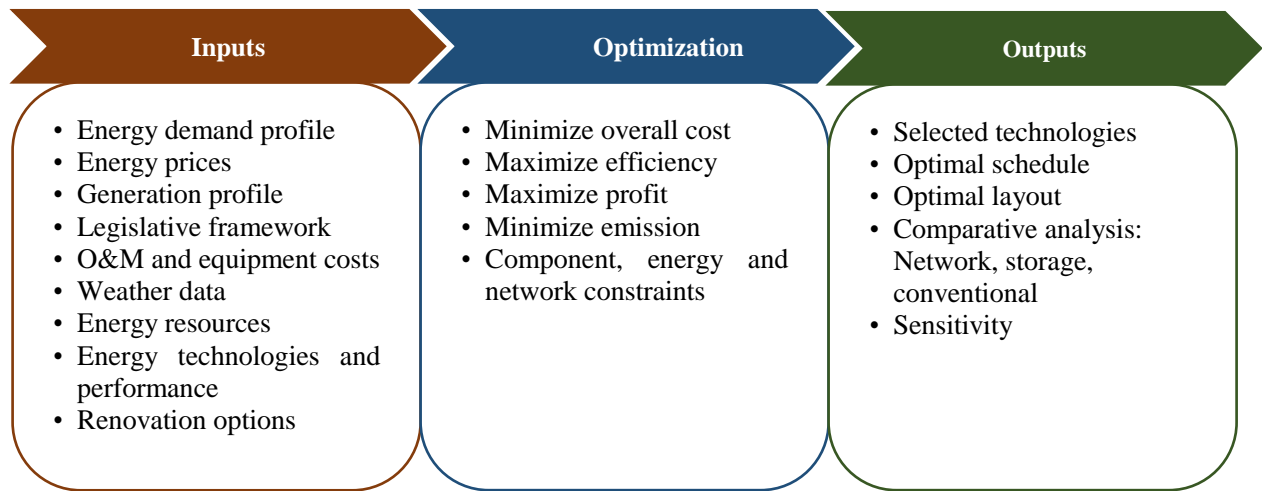 Inputs
Optimization
Outputs
• Energy demand profile
• Energy prices
• Generation profile
• Legislative framework
• O&M and equipment costs
• Weather data
• Energy resources
• Energy technologies and
performance
• Renovation options
• Minimize overall cost
• Maximize efficiency
• Maximize profit
• Minimize emission
• Component, energy and
network constraints
• Selected technologies
• Optimal schedule
• Optimal layout
• Comparative analysis:
Network, storage,
conventional
• Sensitivity